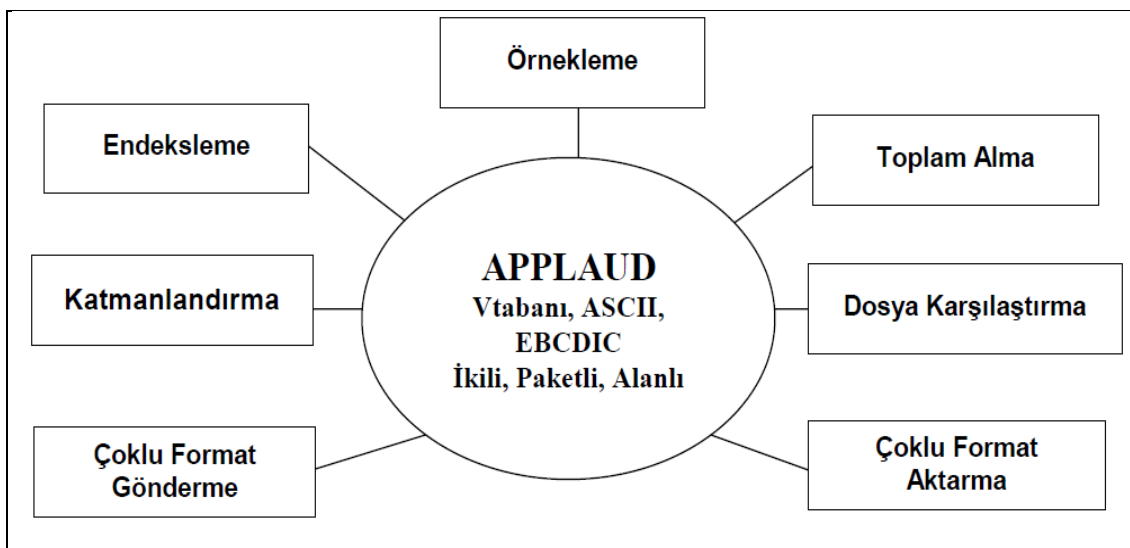 Örnekleme
Endeksleme
Toplam Alma
Katmanlandırma
APPLAUD
Vtabanı, ASCII,
EBCDIC
İkili, Paketli, Alanlı
Dosya Karşılaştırma
Çoklu Format
Gönderme
Çoklu Format
Aktarma